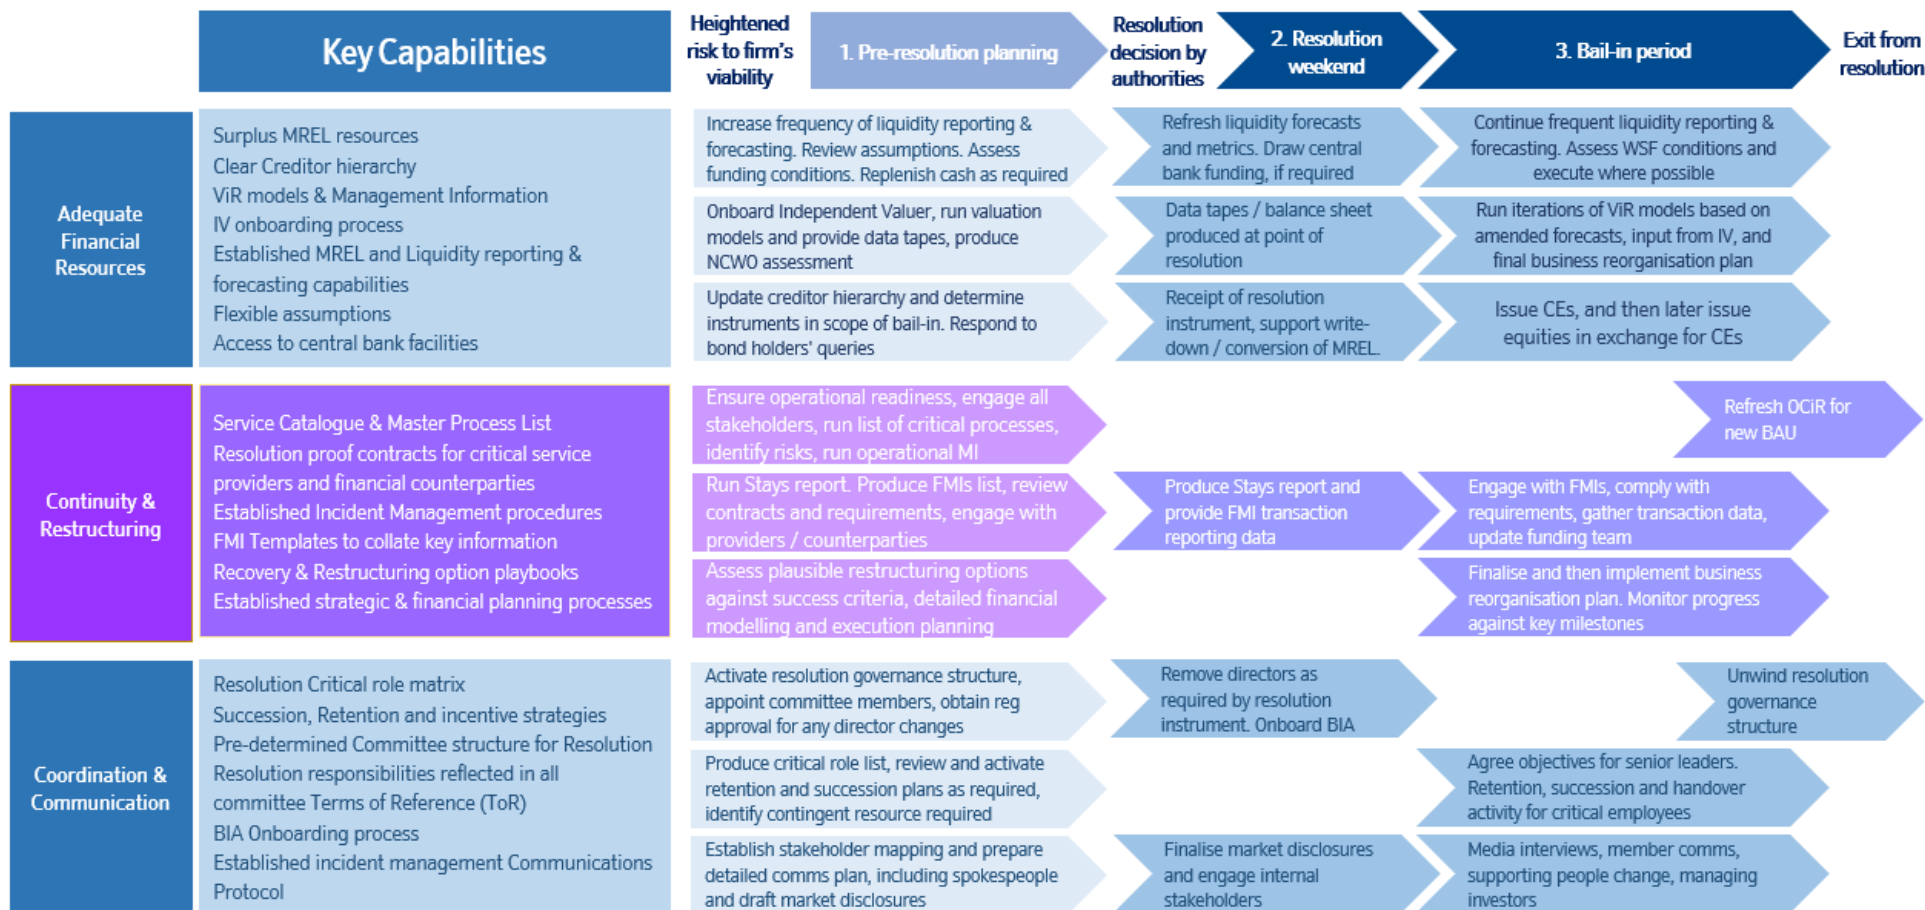 Key Capabilities
Heightened
risk to firm's
viability
1. Pre-resolution planning
Resolution
decision by
authorities
2. Resolution
weekend
3. Bail-in period
Exit from
resolution
Adequate
Financial
Resources
Surplus MREL resources
Clear Creditor hierarchy
ViR models & Management Information
IV onboarding process
Established MREL and Liquidity reporting &
forecasting capabilities
Flexible assumptions
Access to central bank facilities
Increase frequency of liquidity reporting &
forecasting. Review assumptions. Assess
funding conditions. Replenish cash as required
Refresh liquidity forecasts
and metrics. Draw central
bank funding, if required
Continue frequent liquidity reporting &
forecasting. Assess WSF conditions and
execute where possible
Onboard Independent Valuer, run valuation
models and provide data tapes, produce
NCWO assessment
Data tapes / balance sheet
produced at point of
resolution
Run iterations of ViR models based on
amended forecasts, input from IV, and
final business reorganisation plan
Update creditor hierarchy and determine
instruments in scope of bail-in. Respond to
bond holders' queries
Receipt of resolution
instrument, support write-
down / conversion of MREL.
Issue CEs, and then later issue
equities in exchange for CEs
Continuity &
Restructuring
Service Catalogue & Master Process List
Resolution proof contracts for critical service
providers and financial counterparties
Established Incident Management procedures
FMI Templates to collate key information
Recovery & Restructuring option playbooks
Established strategic & financial planning processes
Ensure operational readiness, engage all
stakeholders, run list of critical processes,
identify risks, run operational MI
Refresh OCiR for
new BAU
Run Stays report. Produce FMIs list, review
contracts and requirements, engage with
providers / counterparties
Produce Stays report and
provide FMI transaction
reporting data
Engage with FMIs, comply with
requirements, gather transaction data,
update funding team
Assess plausible restructuring options
against success criteria, detailed financial
modelling and execution planning
Finalise and then implement business
reorganisation plan. Monitor progress
against key milestones
Coordination &
Communication
Resolution Critical role matrix
Succession, Retention and incentive strategies
Pre-determined Committee structure for Resolution
Resolution responsibilities reflected in all
committee Terms of Reference (ToR)
BIA Onboarding process
Established incident management Communications
Protocol
Activate resolution governance structure,
appoint committee members, obtain reg
approval for any director changes
Remove directors as
required by resolution
instrument. Onboard BIA
Unwind resolution
governance
structure
Produce critical role list, review and activate
retention and succession plans as required,
identify contingent resource required
Agree objectives for senior leaders.
Retention, succession and handover
activity for critical employees
Establish stakeholder mapping and prepare
detailed comms plan, including spokespeople
and draft market disclosures
Finalise market disclosures
and engage internal
stakeholders
Media interviews, member comms,
supporting people change, managing
investors